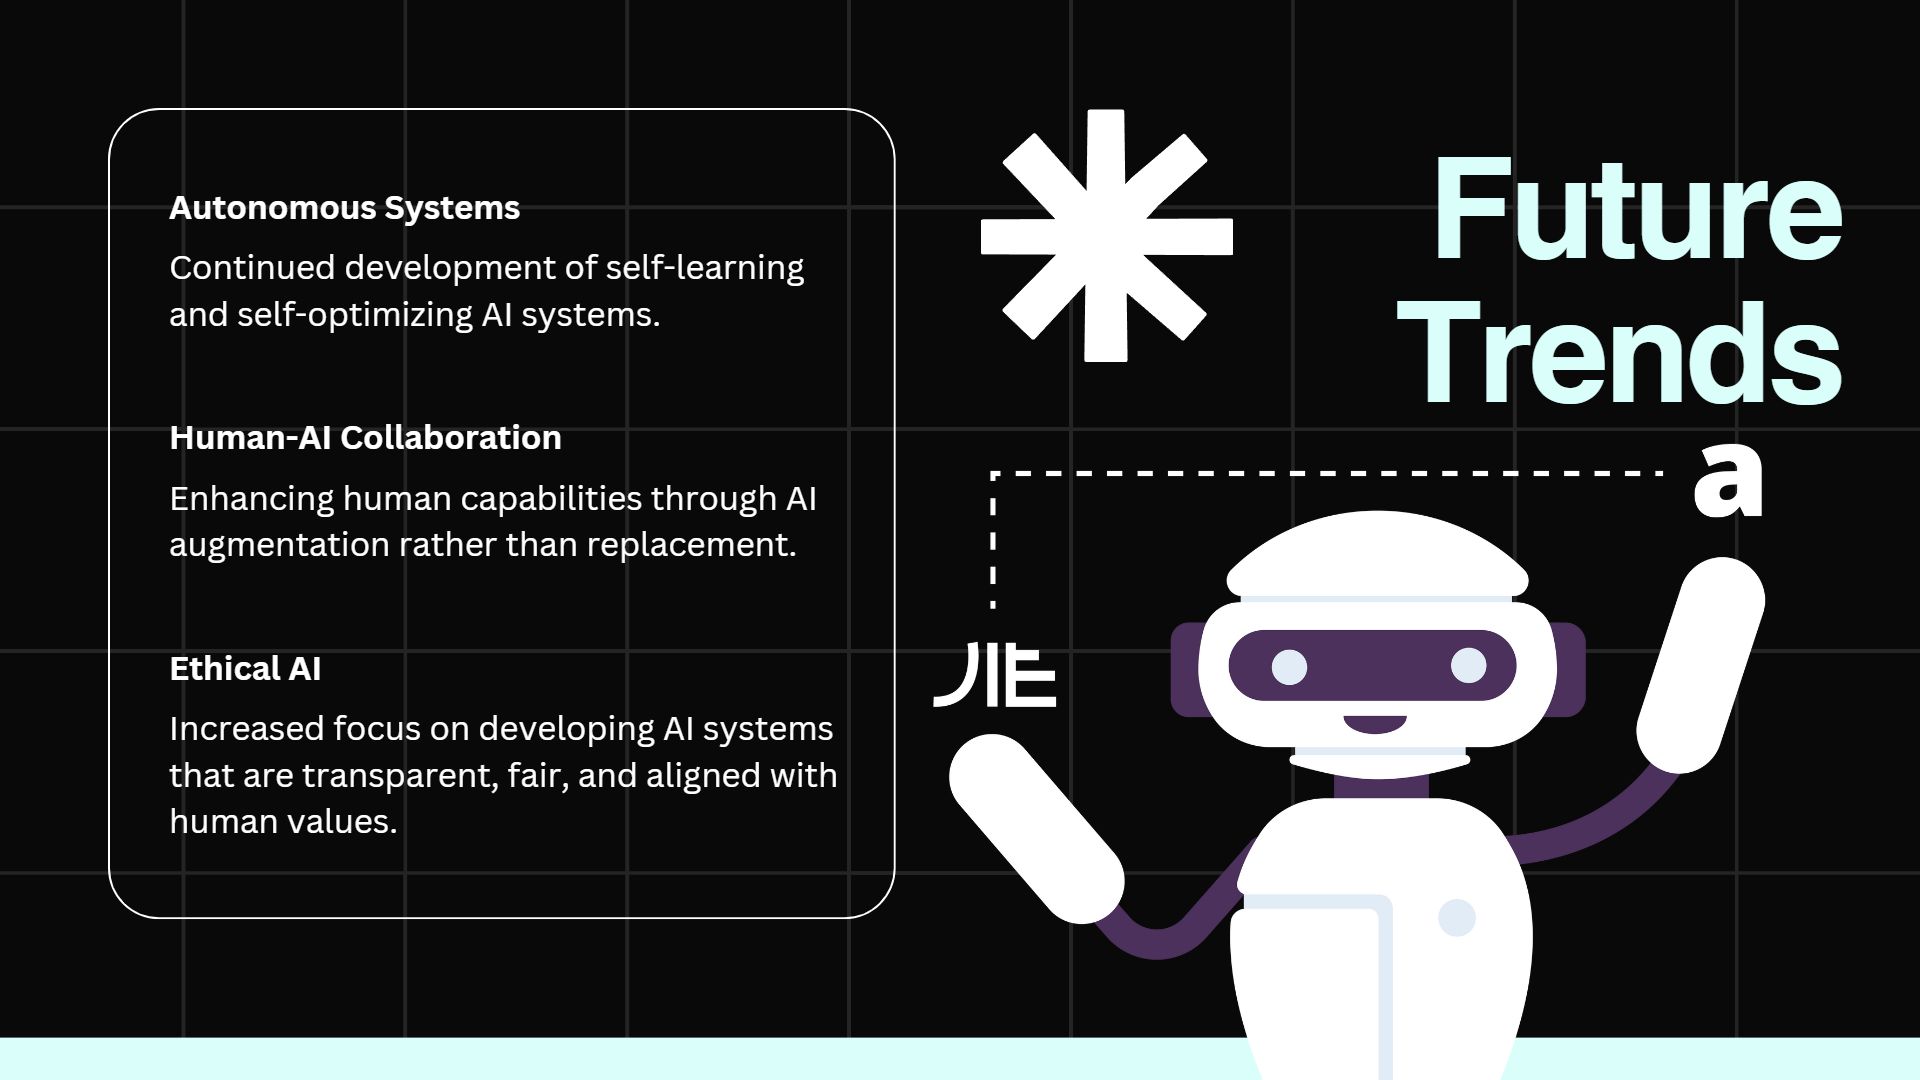 Autonomous Systems
Continued development of self-learning
and self-optimizing AI systems.
Human-AI Collaboration
Enhancing human capabilities through AI
augmentation rather than replacement.
Ethical AI
Increased focus on developing AI systems
that are transparent, fair, and aligned with
human values.
Future
Trends
a